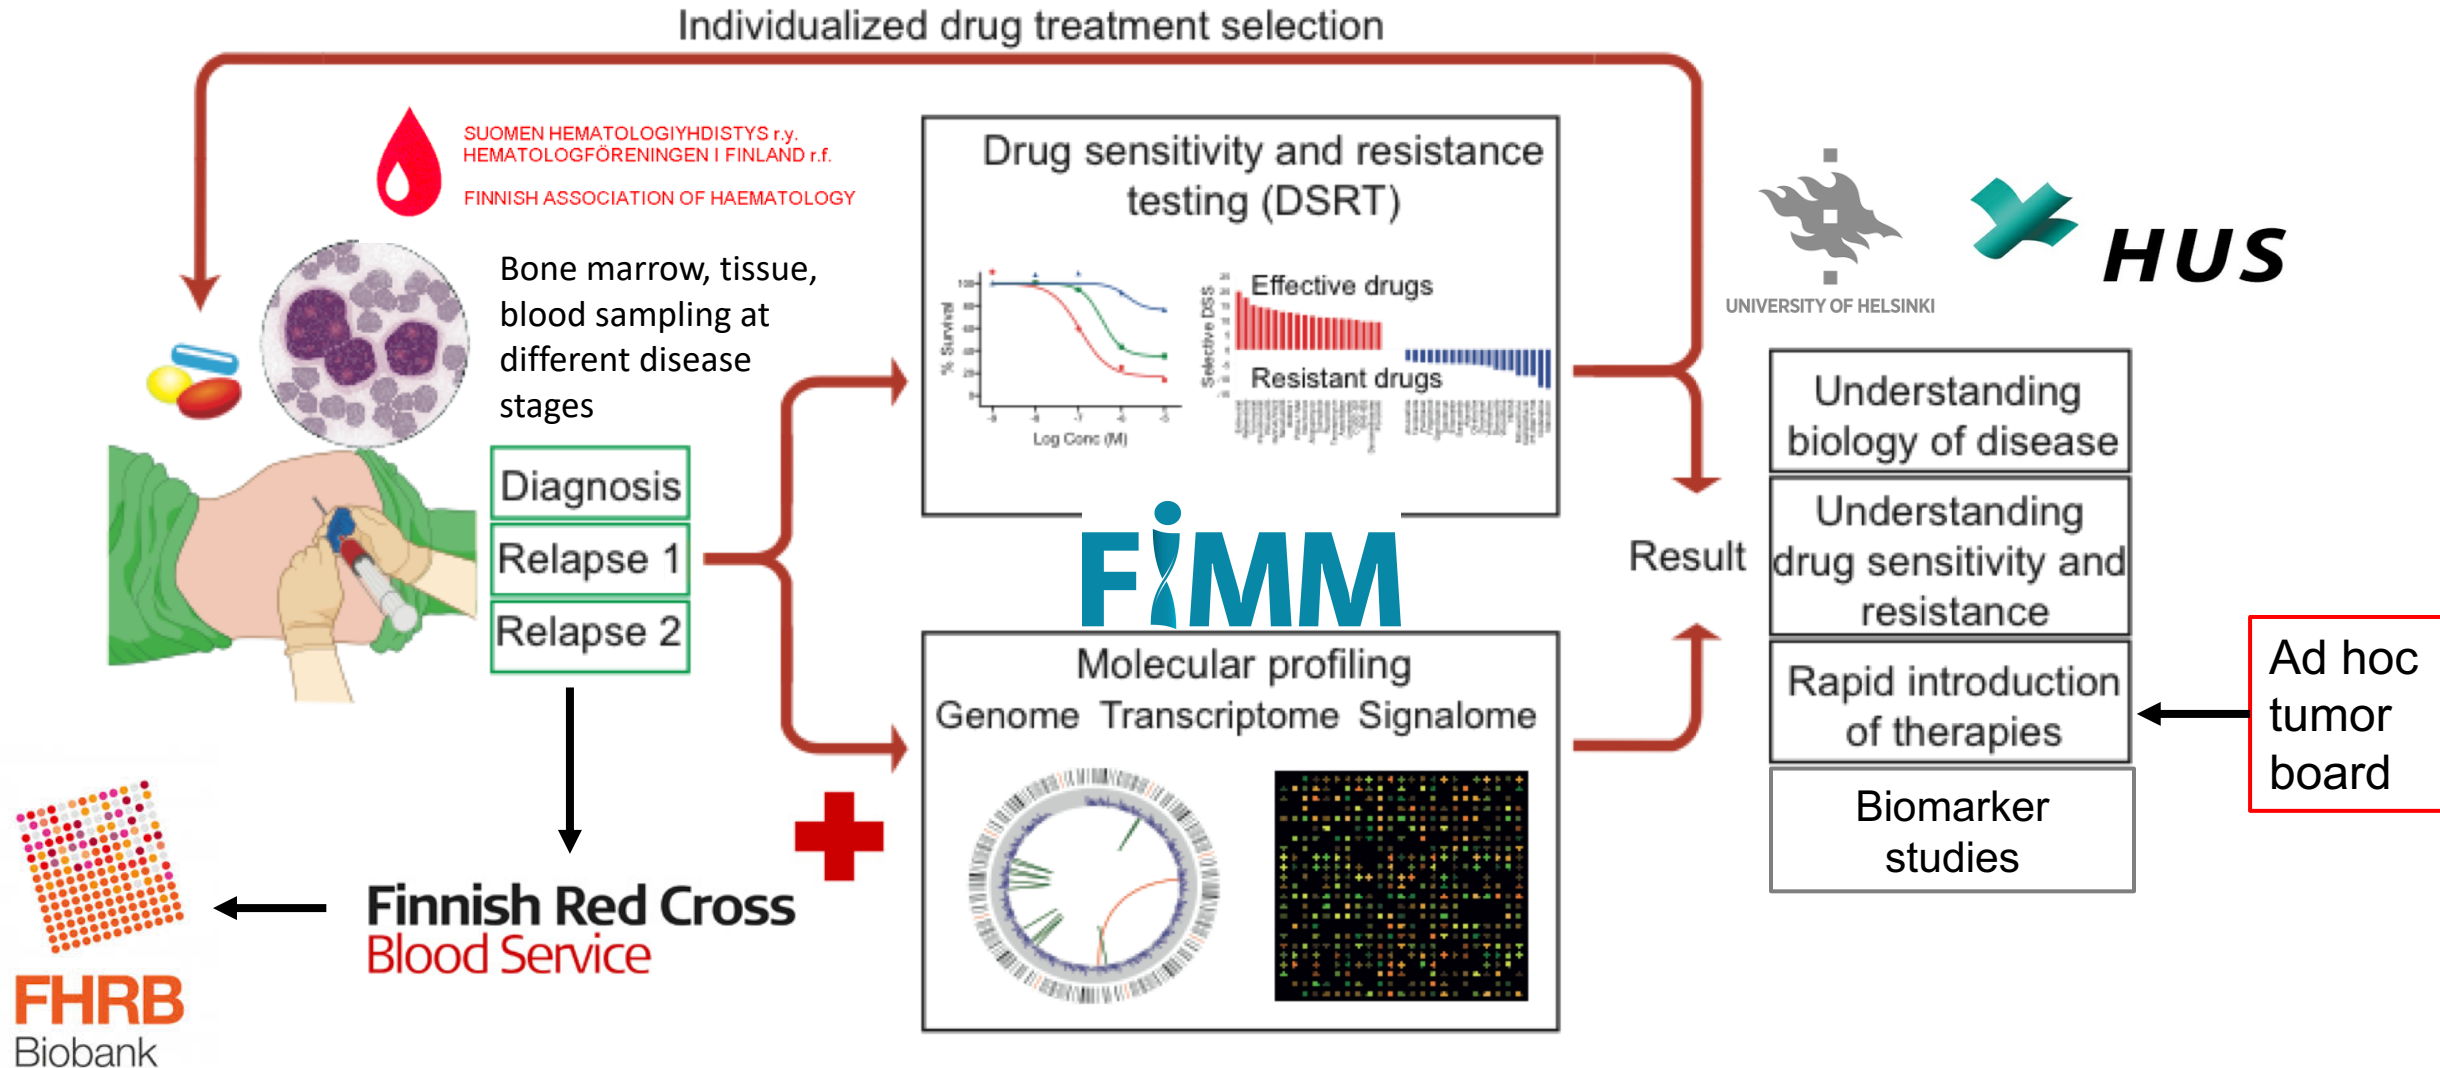 Individualized drug treatment selection
SUOMEN HEMATOLOGIYHDISTYS r.y.
HEMATOLOGFÖRENINGEN I FINLAND r.f.
FINNISH ASSOCIATION OF HAEMATOLOGY
Bone marrow, tissue,
blood sampling at
different disease
stages
Diagnosis
Relapse 1
Relapse 2
Drug sensitivity and resistance
testing (DSRT)
% Survival
Log Conc (M)
Selective DSS
Effective drugs
Resistant drugs
FiMM
Molecular profiling
Genome Transcriptome Signalome
UNIVERSITY OF HELSINKI
HUS
Result
Understanding
biology of disease
Understanding
drug sensitivity and
resistance
Rapid introduction
of therapies
Biomarker
studies
Ad hoc
tumor
board
Finnish Red Cross
Blood Service
FHRB
Biobank